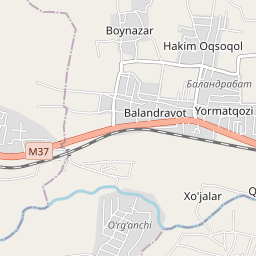 Boynazar
Hakim Oqsoqol
Баландрабат
Balandravot
Yormatqozi
M37
Xo'jalar
Q
O'rg'anchi